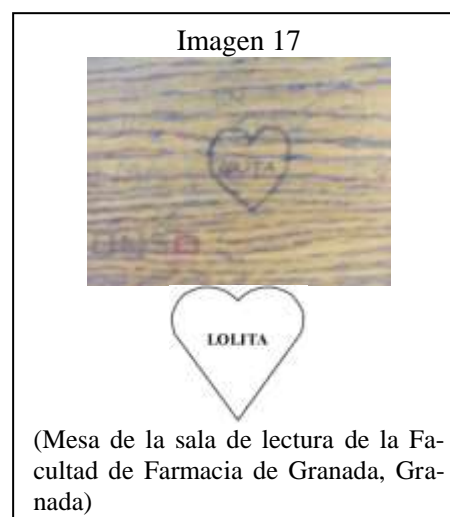 Imagen 17
LOLITA
LOLITA
(Mesa de la sala de lectura de la Fa-
cultad de Farmacia de Granada, Gra-
nada)